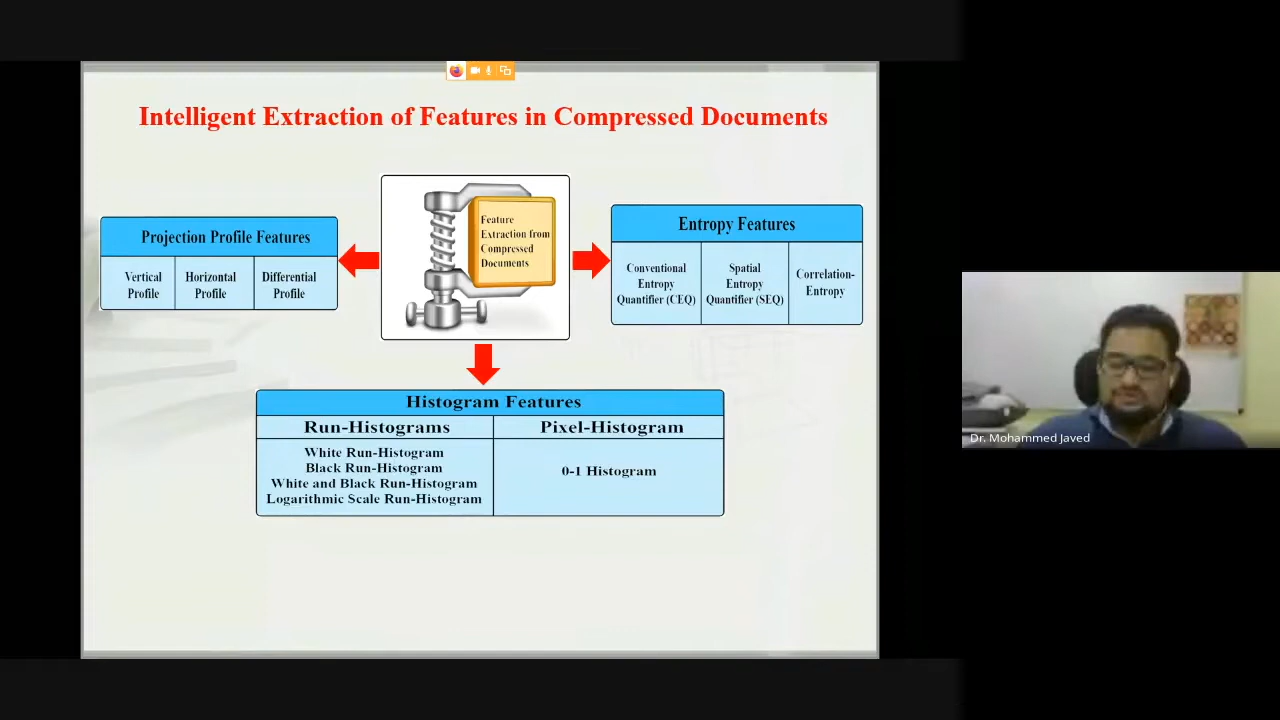 Intelligent Extraction of Features in Compressed Documents
Feature
Extraction from
Compressed
Documents
Projection Profile Features
Vertical
Profile
Horizontal
Profile
Differential
Profile
Entropy Features
Conventional
Entropy
Quantifier (CEQ)
Spatial
Entropy
Quantifier (SEQ)
Correlation-
Entropy
Histogram Features
Run-Histograms
White Run-Histogram
Black Run-Histogram
White and Black Run-Histogram
Logarithmic Scale Run-Histogram
Pixel-Histogram
0-1 Histogram
Dr. Mohammed Javed